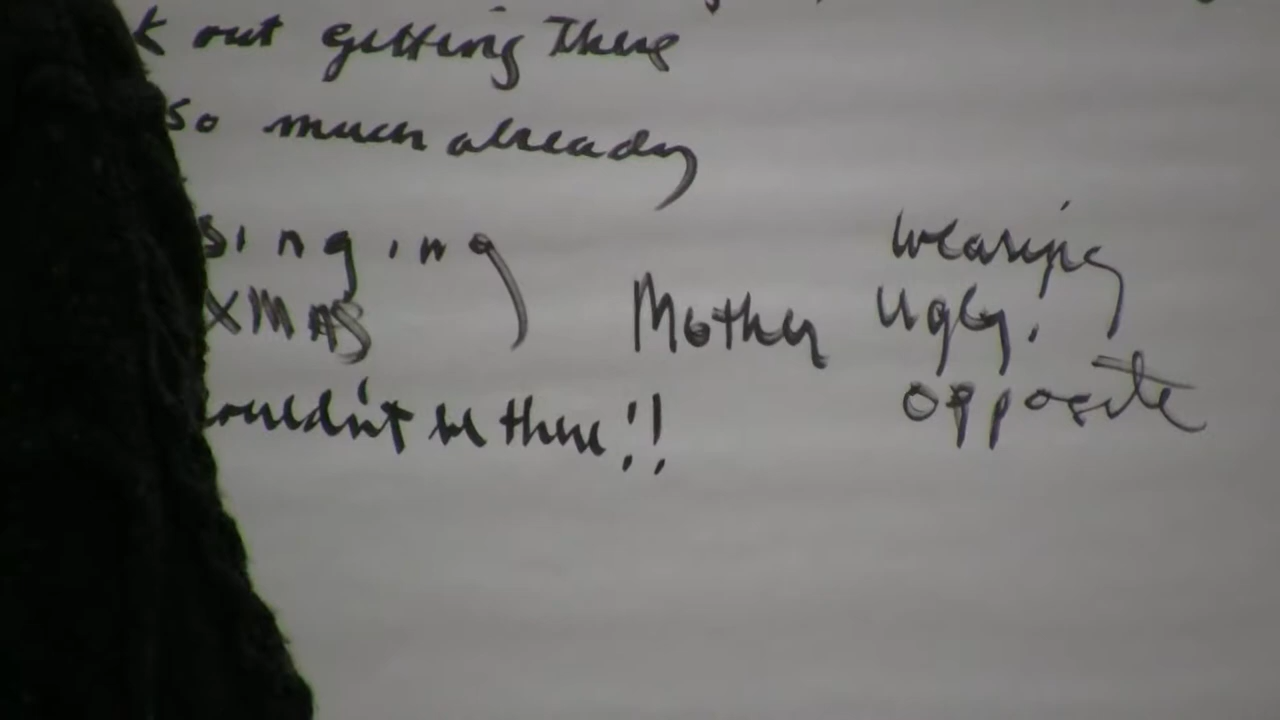 out getting There
so much already
singing
XMAS
Mother
wearing
Ugly.
opposite
ouldn't be there!!